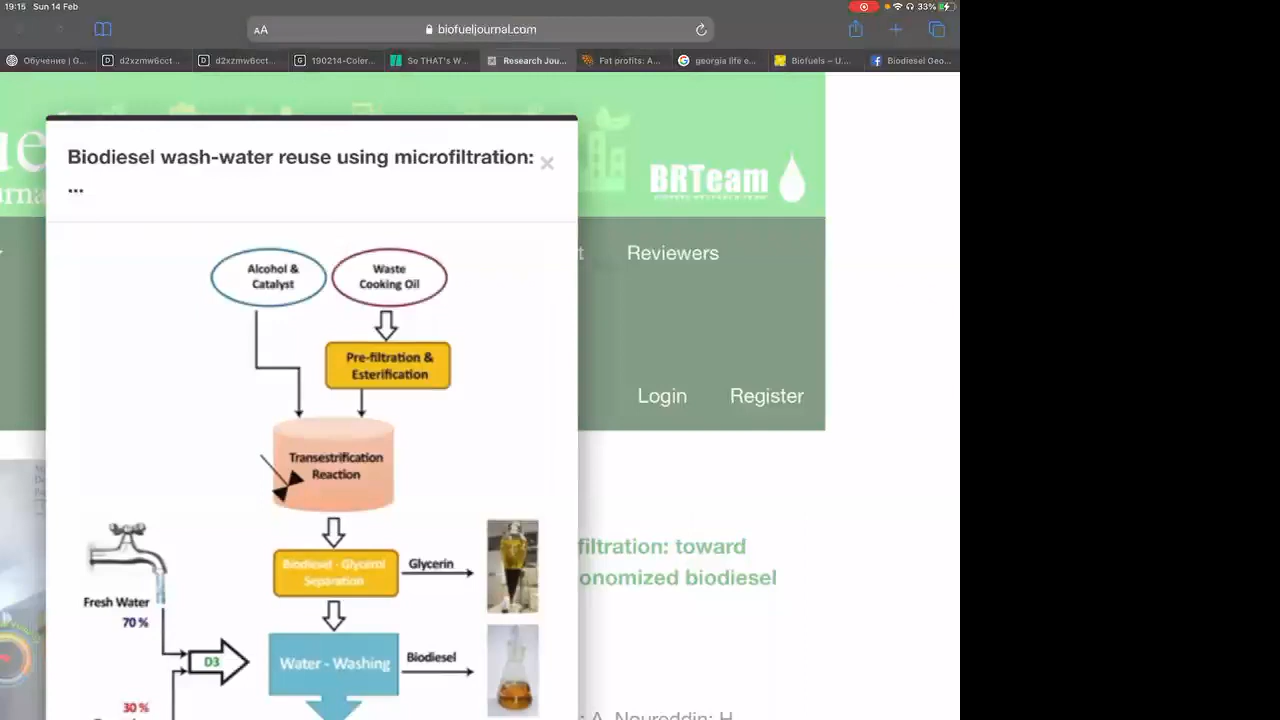 19:15 Sun 14 Feb
33%
AA
biofueljournal.com
Обучение | G...
d2xzmw6cct...
d2xzmw6cct...
190214-Coler...
So THAT's W...
Research Jou...
Fat profits: A...
georgia life e...
Biofuels – U....
Biodiesel Geo...
Biodiesel wash-water reuse using microfiltration:
...
BRTeam
Reviewers
Login
Register
Alcohol &
Catalyst
Waste
Cooking Oil
Pre-filtration &
Esterification
Transestrification
Reaction
Biodiesel - Glycerol
Separation
Glycerin
Fresh Water
70 %
D3
Water - Washing
Biodiesel
30 %
filtration: toward
onomized biodiesel
A. Noureddin; H.